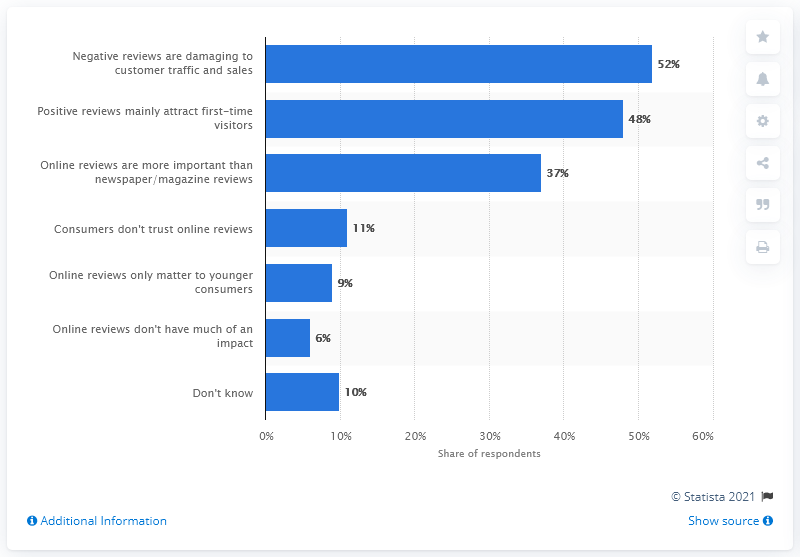 Negative reviews are damaging to
customer traffic and sales
52%
Positive reviews mainly attract first-time
visitors
48%
Online reviews are more important than
newspaper/magazine reviews
37%
Consumers don't trust online reviews
11%
Online reviews only matter to younger
consumers
9%
Online reviews don't have much of an
impact
6%
Don't know
10%
0% 10% 20% 30% 40% 50% 60%
Share of respondents
© Statista 2021
Additional Information
Show source